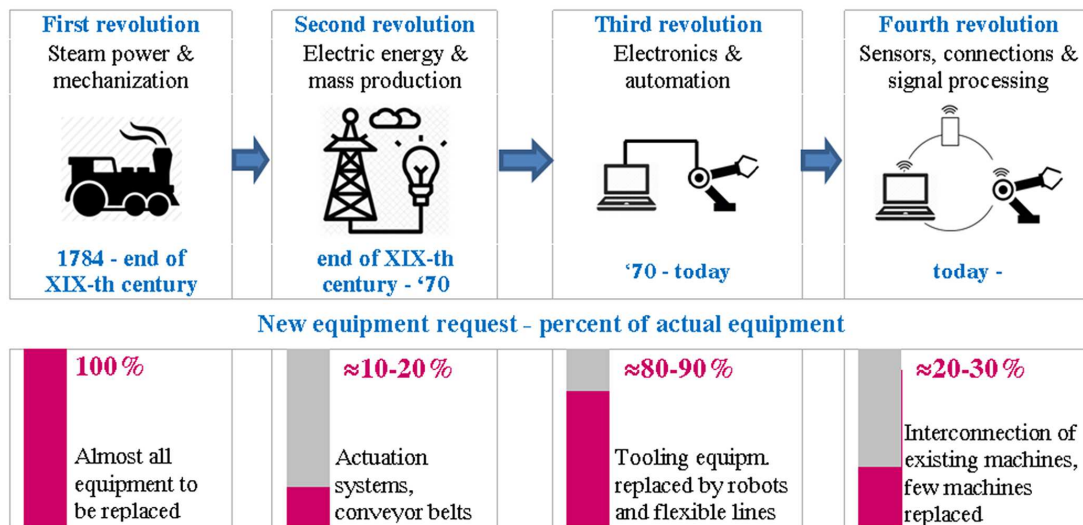 First revolution
Steam power &
mechanization
1784 - end of
XIX-th century
Second revolution
Electric energy &
mass production
end of XIX-th
century - ‘70
Third revolution
Electronics &
automation
‘70 - today
Fourth revolution
Sensors, connections &
signal processing
today -
New equipment request - percent of actual equipment
100%
Almost all
equipment to
be replaced
≈10-20%
Actuation
systems,
conveyor belts
≈80-90%
Tooling equipm.
replaced by robots
and flexible lines
≈20-30%
Interconnection of
existing machines,
few machines
replaced